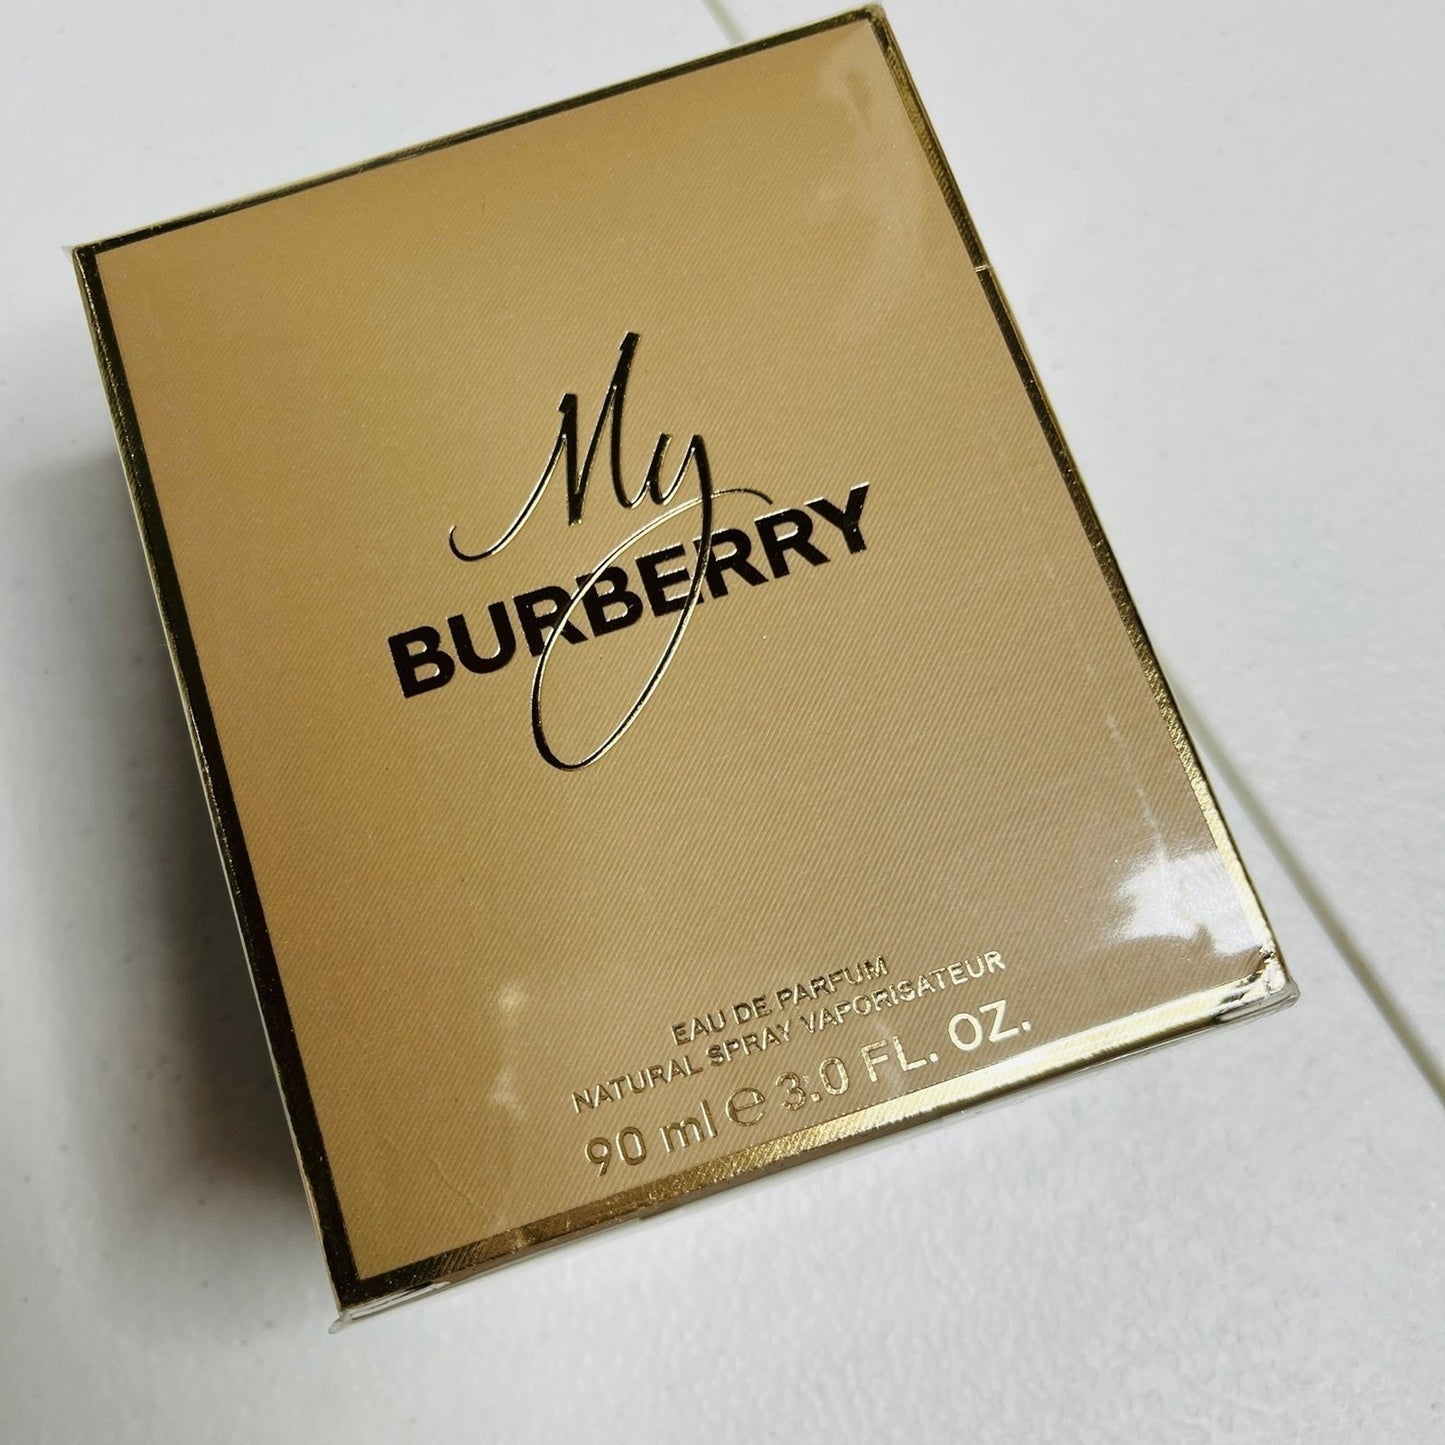 My
BURBERRY
EAU DE PARFUM
NATURAL SPRAY VAPORISATEUR
90 ml ℮ 3.0 FL. OZ.